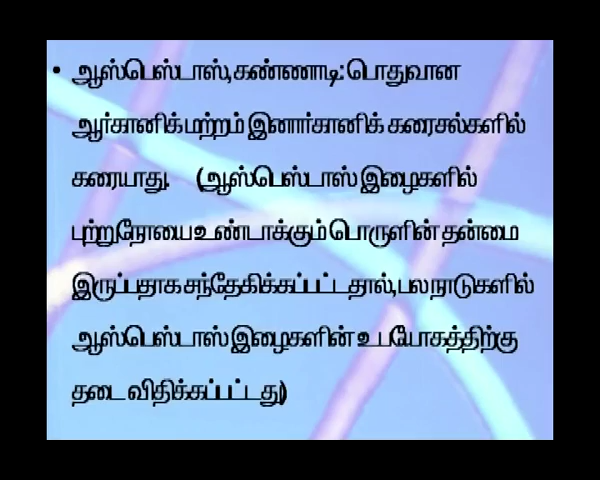 • ஆஸ்பெஸ்டாஸ்,கண்ணாடி: பொதுவான
ஆர்கானிக் மற்றம் இனார்கானிக் கரைசல்களில்
கரையாது. (ஆஸ்பெஸ்டாஸ் இழைகளில்
புற்றுநோயை உண்டாக்கும் பொருளின் தன்மை
இருப்பதாக சந்தேகிக்கப்பட்டதால், பல நாடுகளில்
ஆஸ்பெஸ்டாஸ் இழைகளின் உபயோகத்திற்கு
தடை விதிக்கப்பட்டது)